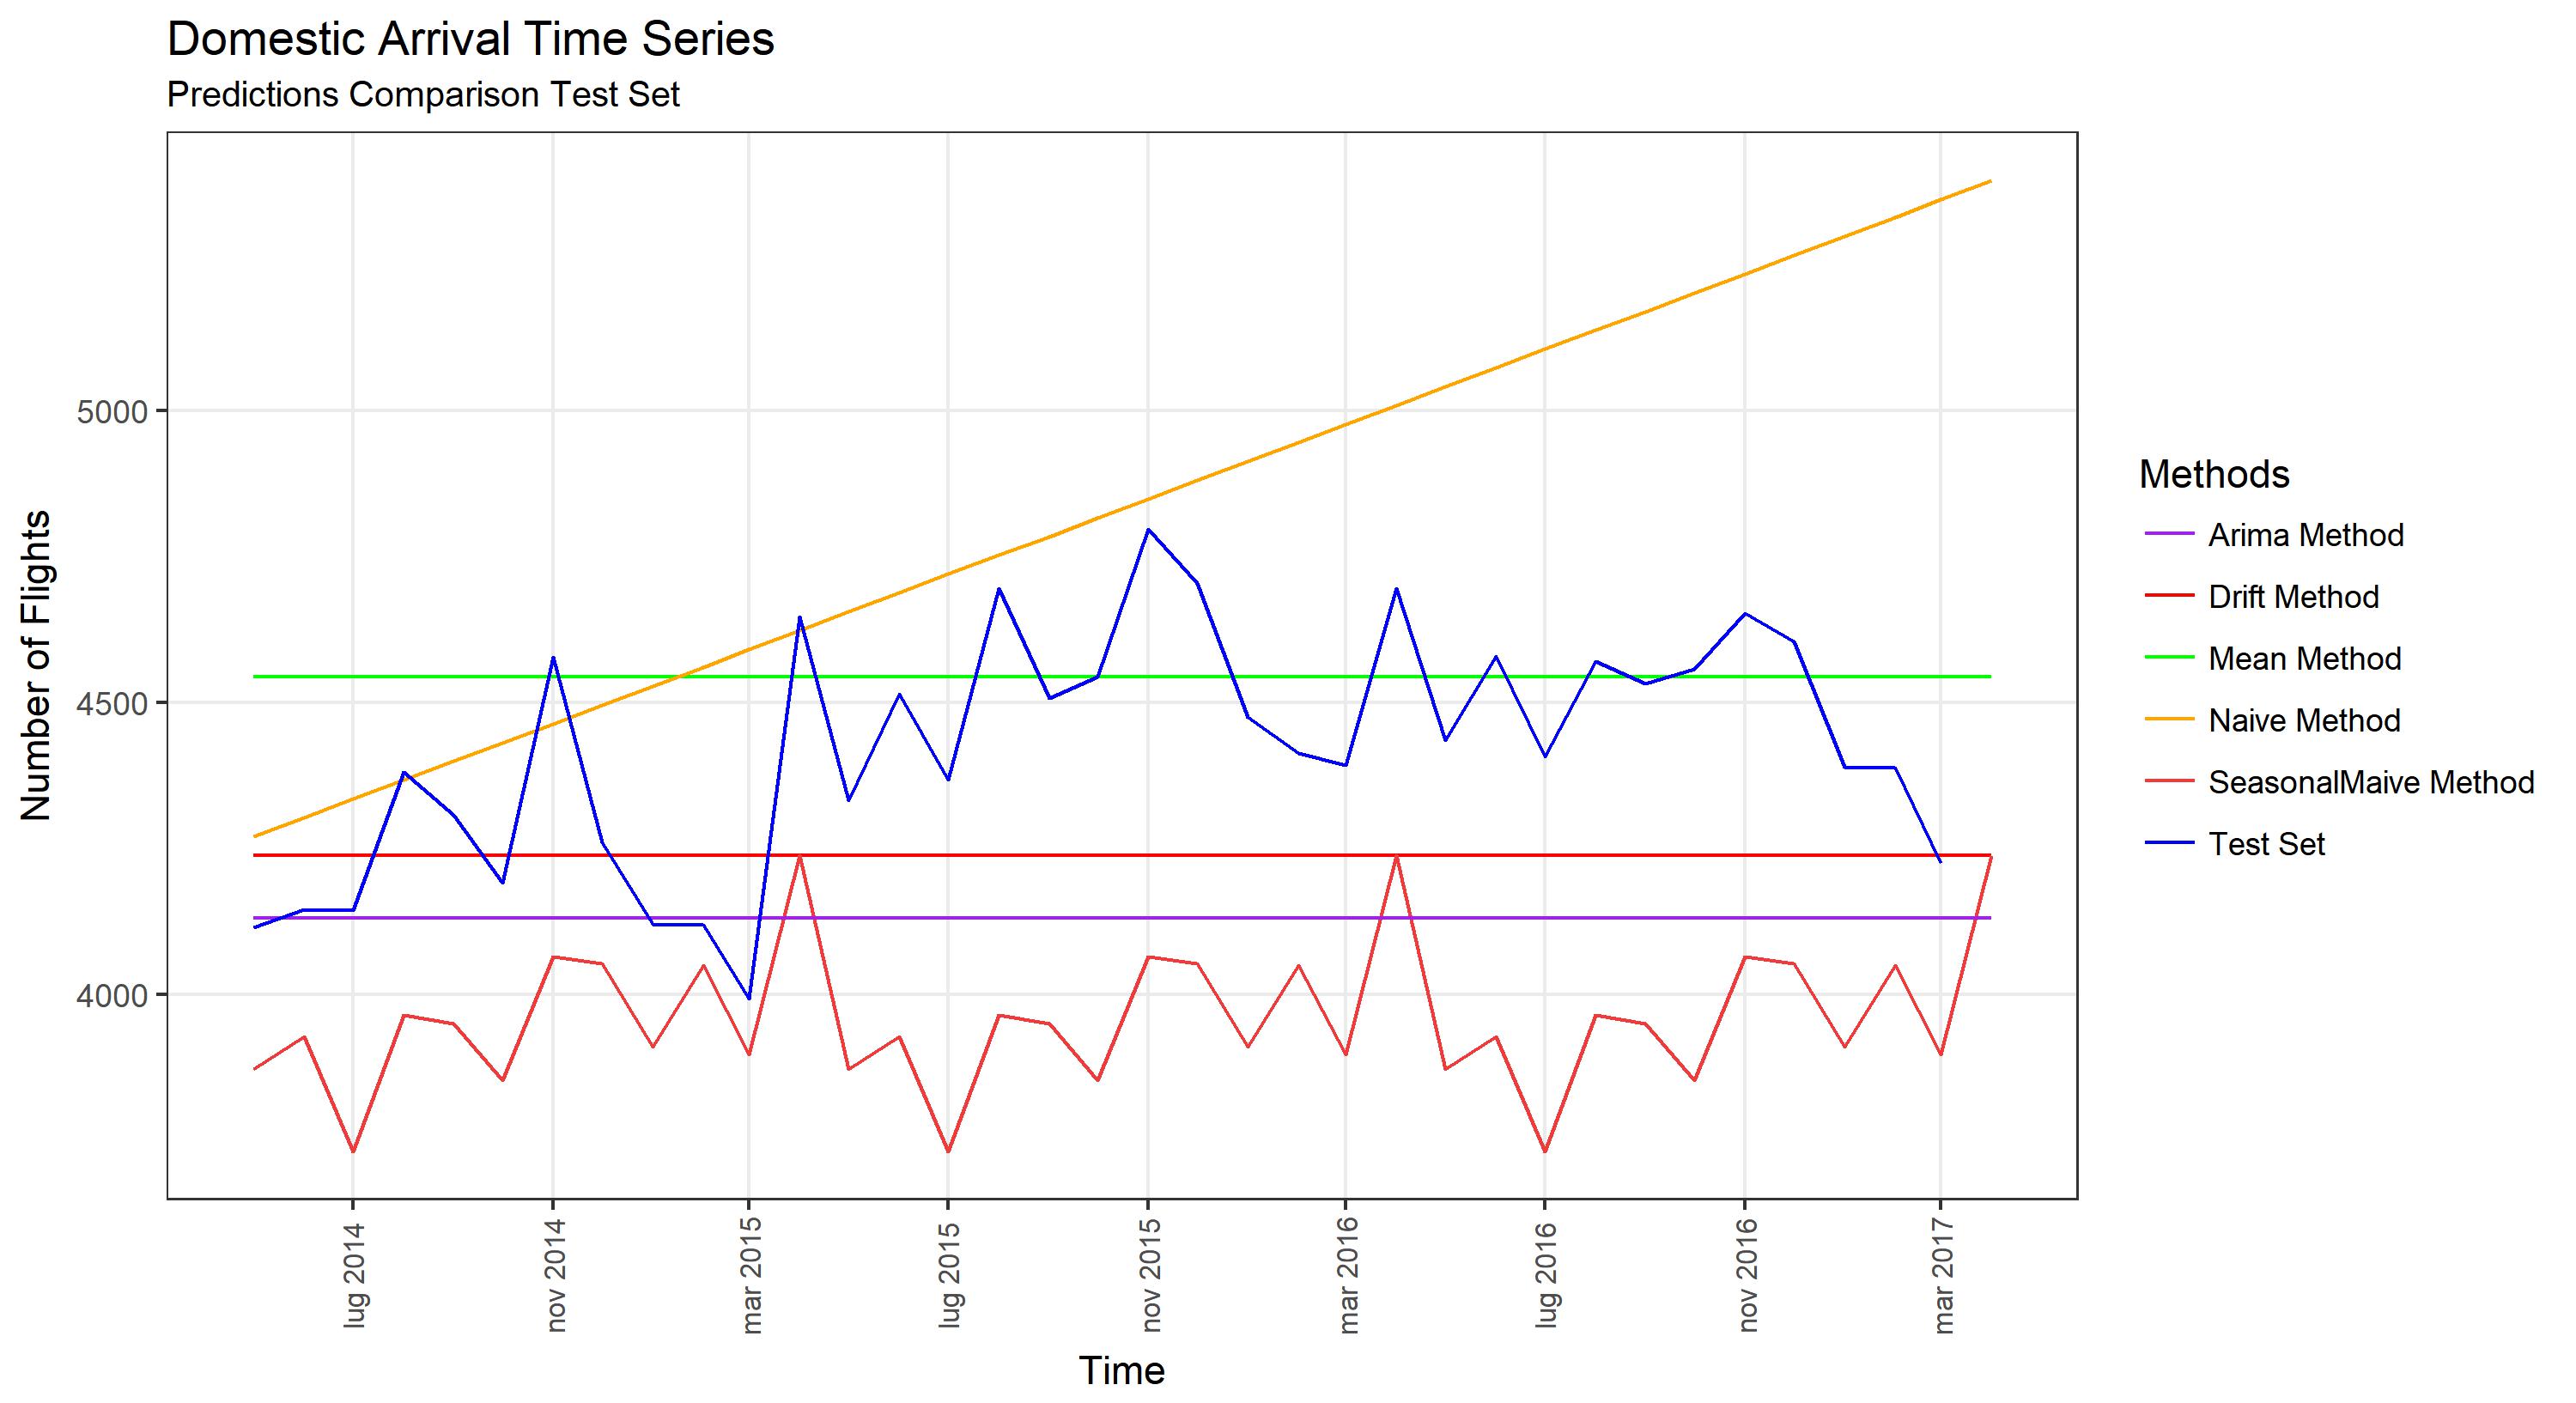 Domestic Arrival Time Series
Predictions Comparison Test Set
Number of Flights
5000
4500
4000
lug 2014
nov 2014
mar 2015
lug 2015
nov 2015
mar 2016
lug 2016
nov 2016
mar 2017
Time
Methods
Arima Method
Drift Method
Mean Method
Naive Method
SeasonalMaive Method
Test Set